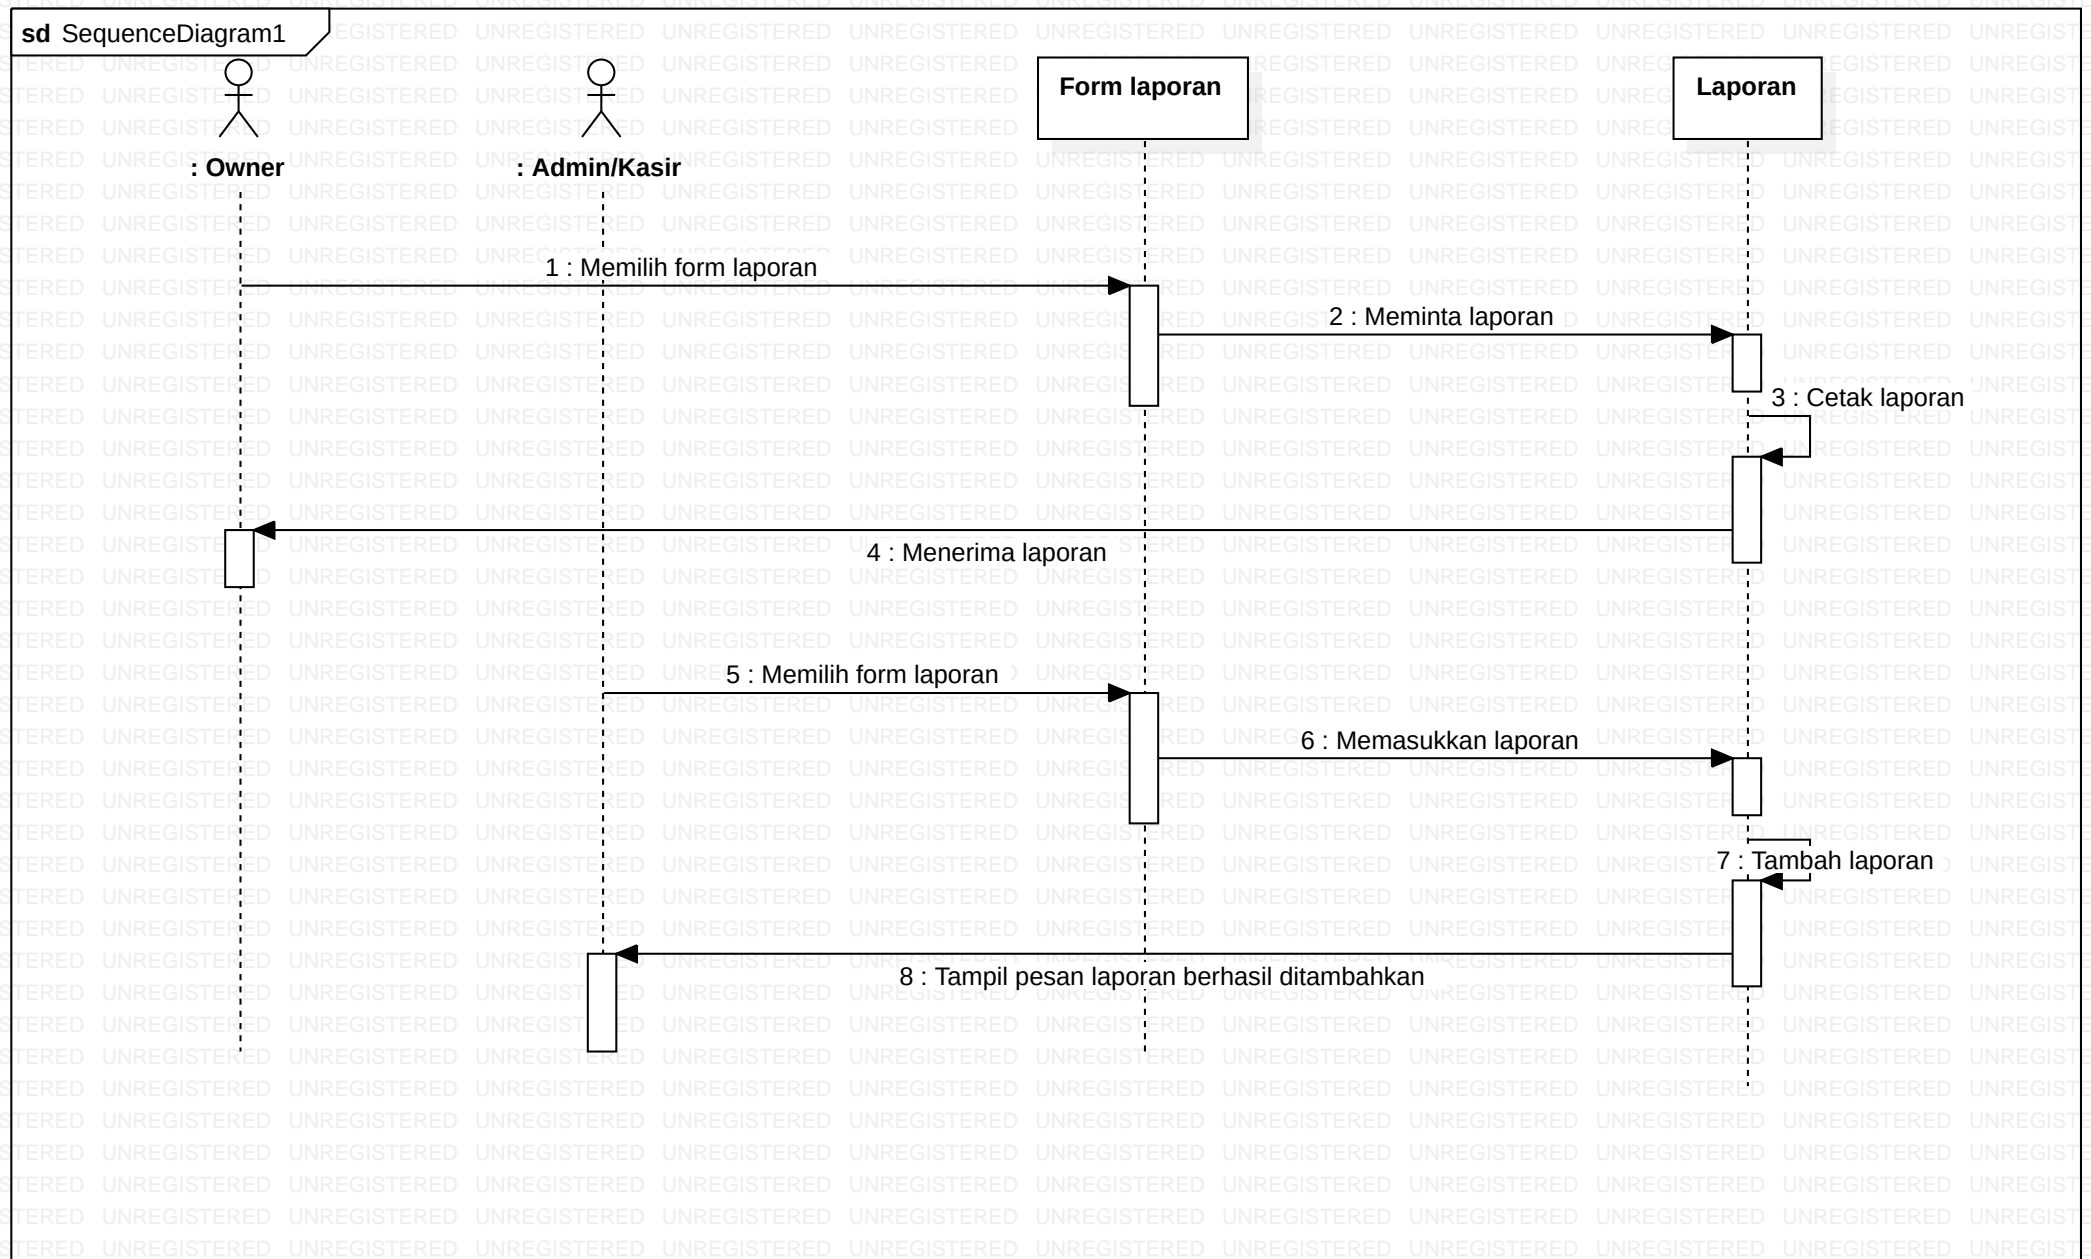 sd SequenceDiagram1
: Owner
: Admin/Kasir
Form laporan
Laporan
1 : Memilih form laporan
2 : Meminta laporan
3 : Cetak laporan
4 : Menerima laporan
5 : Memilih form laporan
6 : Memasukkan laporan
7 : Tambah laporan
8 : Tampil pesan laporan berhasil ditambahkan
UNREGISTERED